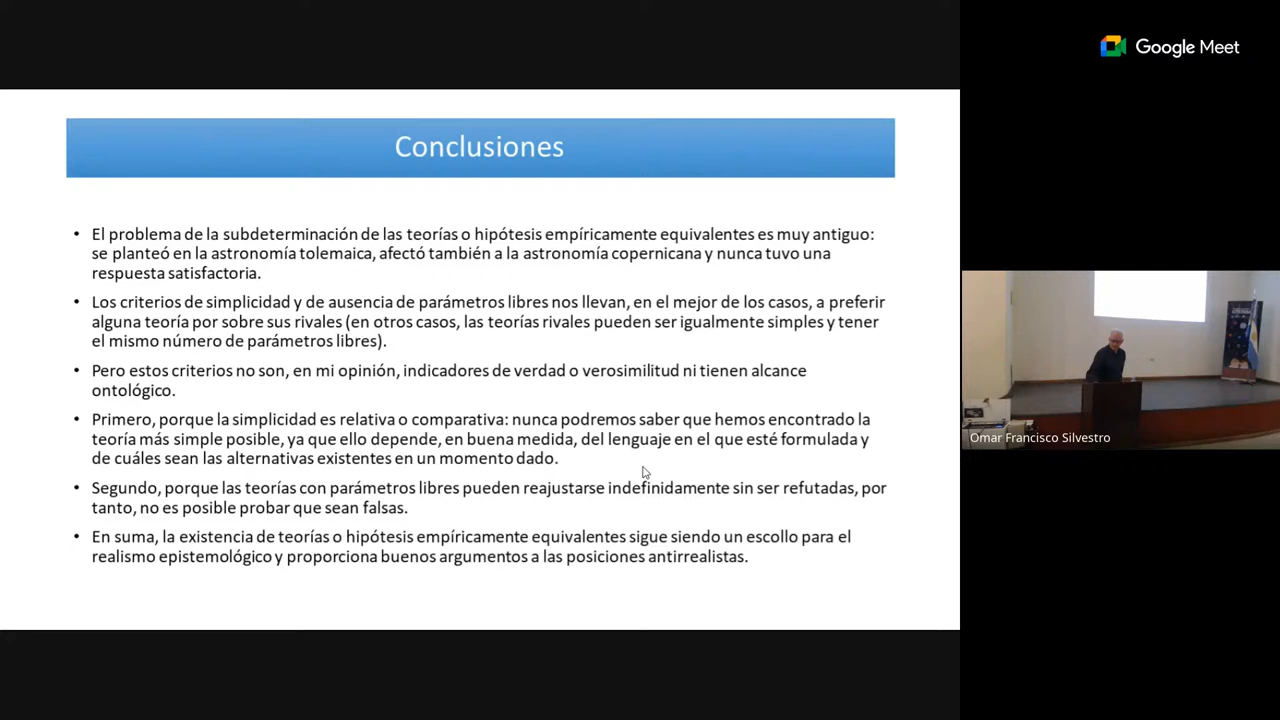 Google Meet
Conclusiones
• El problema de la subdeterminación de las teorías o hipótesis empíricamente equivalentes es muy antiguo:
se planteó en la astronomía tolemaica, afectó también a la astronomía copernicana y nunca tuvo una
respuesta satisfactoria.
• Los criterios de simplicidad y de ausencia de parámetros libres nos llevan, en el mejor de los casos, a preferir
alguna teoría por sobre sus rivales (en otros casos, las teorías rivales pueden ser igualmente simples y tener
el mismo número de parámetros libres).
• Pero estos criterios no son, en mi opinión, indicadores de verdad o verosimilitud ni tienen alcance
ontológico.
• Primero, porque la simplicidad es relativa o comparativa: nunca podremos saber que hemos encontrado la
teoría más simple posible, ya que ello depende, en buena medida, del lenguaje en el que esté formulada y
de cuáles sean las alternativas existentes en un momento dado.
• Segundo, porque las teorías con parámetros libres pueden reajustarse indefinidamente sin ser refutadas, por
tanto, no es posible probar que sean falsas.
• En suma, la existencia de teorías o hipótesis empíricamente equivalentes sigue siendo un escollo para el
realismo epistemológico y proporciona buenos argumentos a las posiciones antirrealistas.
Omar Francisco Silvestro